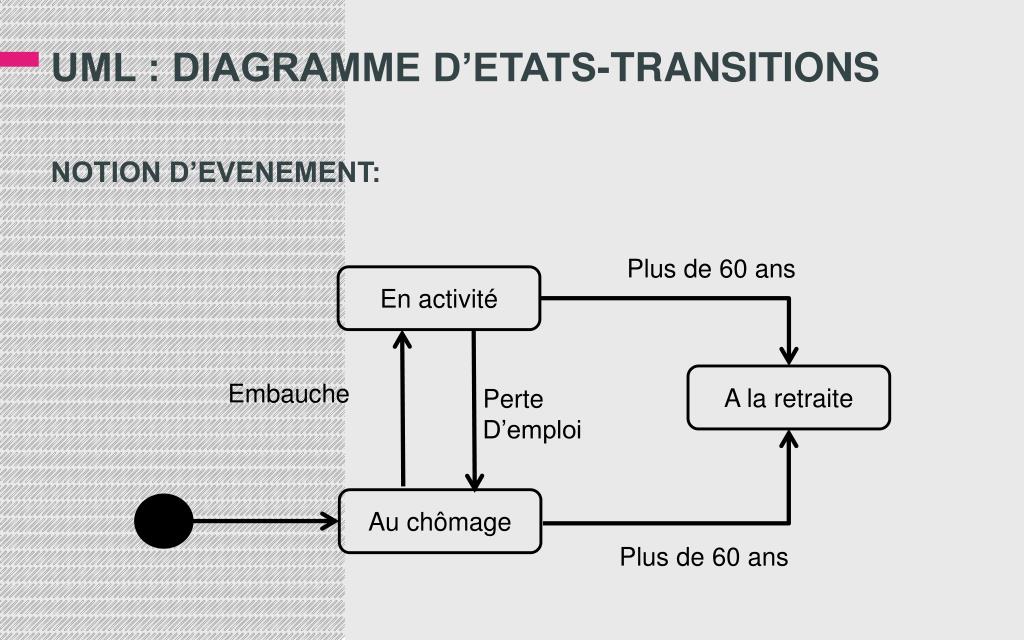 UML : DIAGRAMME D’ETATS-TRANSITIONS
NOTION D’EVENEMENT:
Plus de 60 ans
En activité
Embauche
Perte
D’emploi
A la retraite
Au chômage
Plus de 60 ans